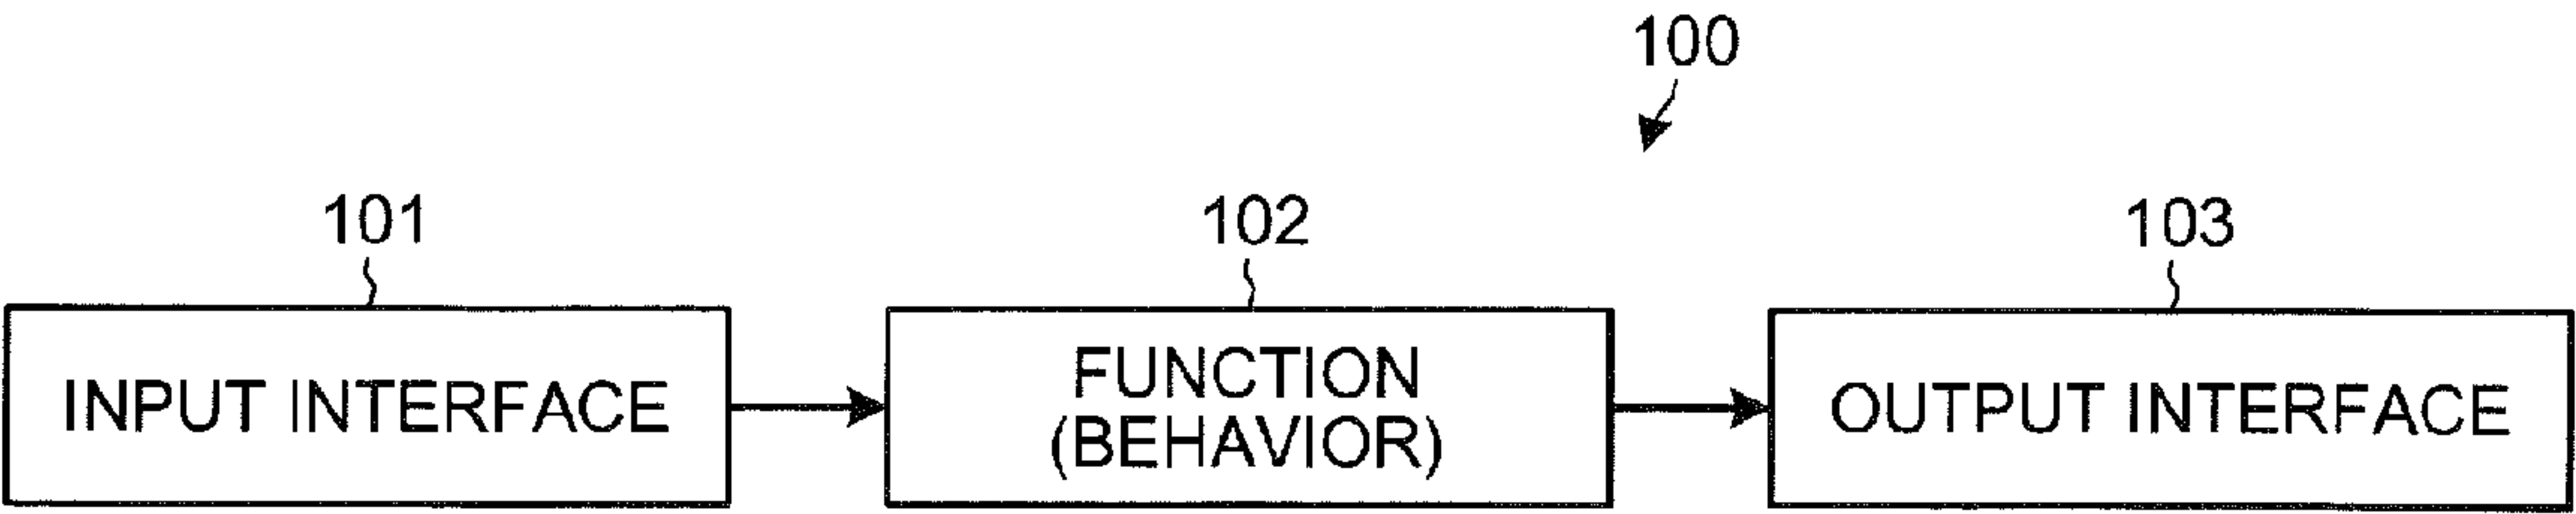 100
101
102
103
INPUT INTERFACE
FUNCTION
(BEHAVIOR)
OUTPUT INTERFACE